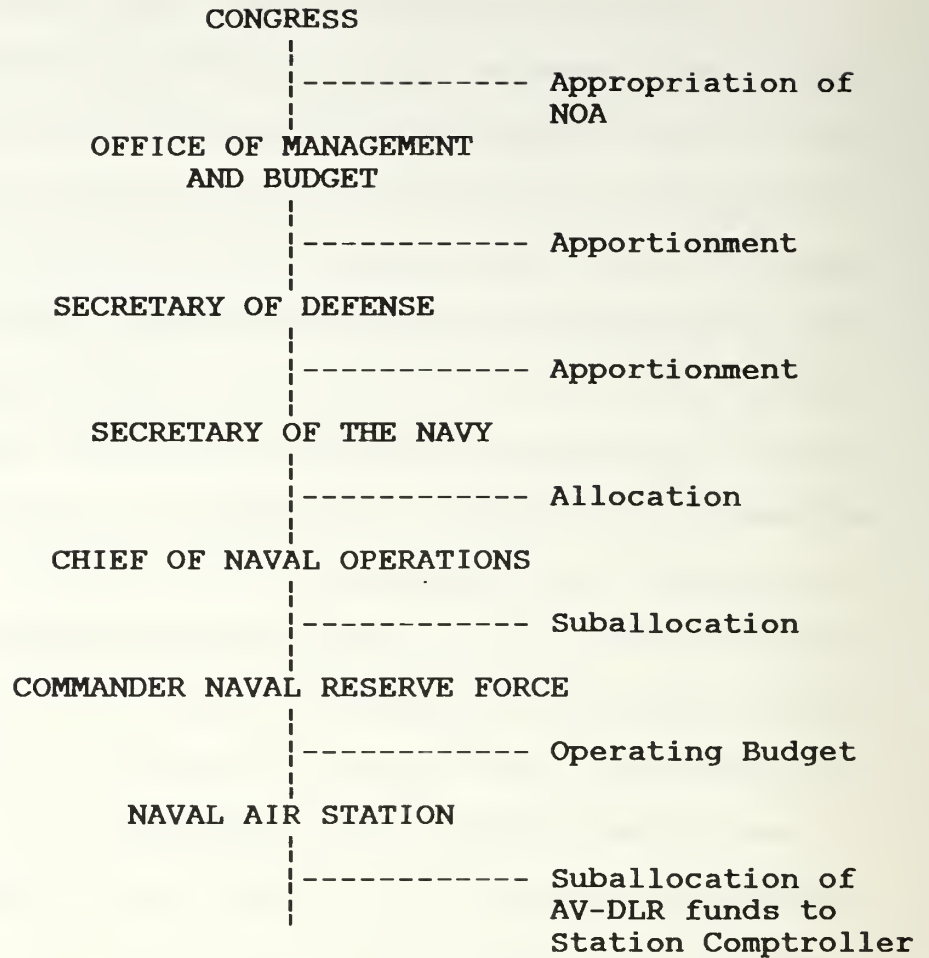 CONGRESS
Appropriation of
NOA
OFFICE OF MANAGEMENT
AND BUDGET
Apportionment
SECRETARY OF DEFENSE
Apportionment
SECRETARY OF THE NAVY
Allocation
CHIEF OF NAVAL OPERATIONS
Suballocation
COMMANDER NAVAL RESERVE FORCE
Operating Budget
NAVAL AIR STATION
Suballocation of
AV-DLR funds to
Station Comptroller